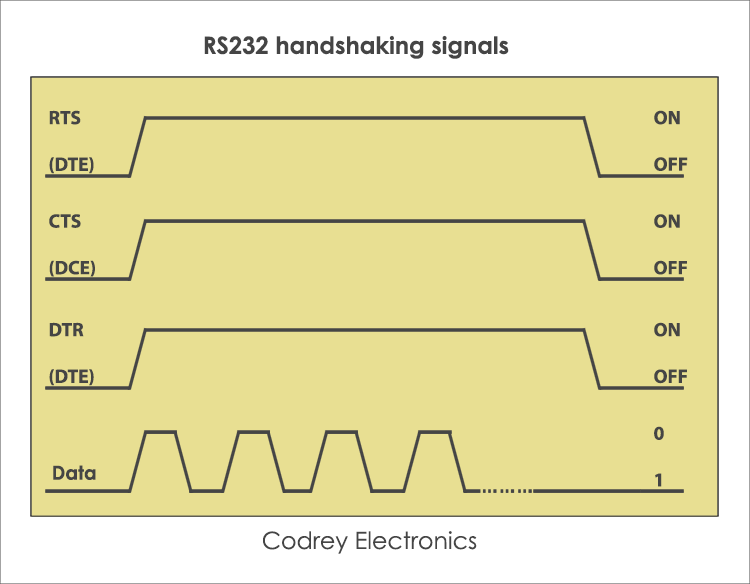 RS232 handshaking signals
RTS ON
(DTE) OFF
CTS ON
(DCE) OFF
DTR ON
(DTE) OFF
0
Data 1
Codrey Electronics